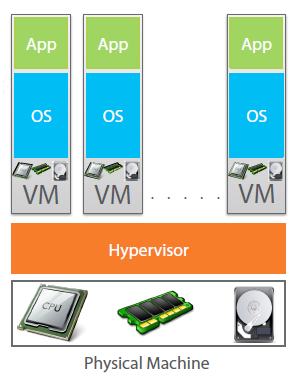 App App App
OS OS OS
VM VM . . . . . VM
Hypervisor
CPU
Physical Machine